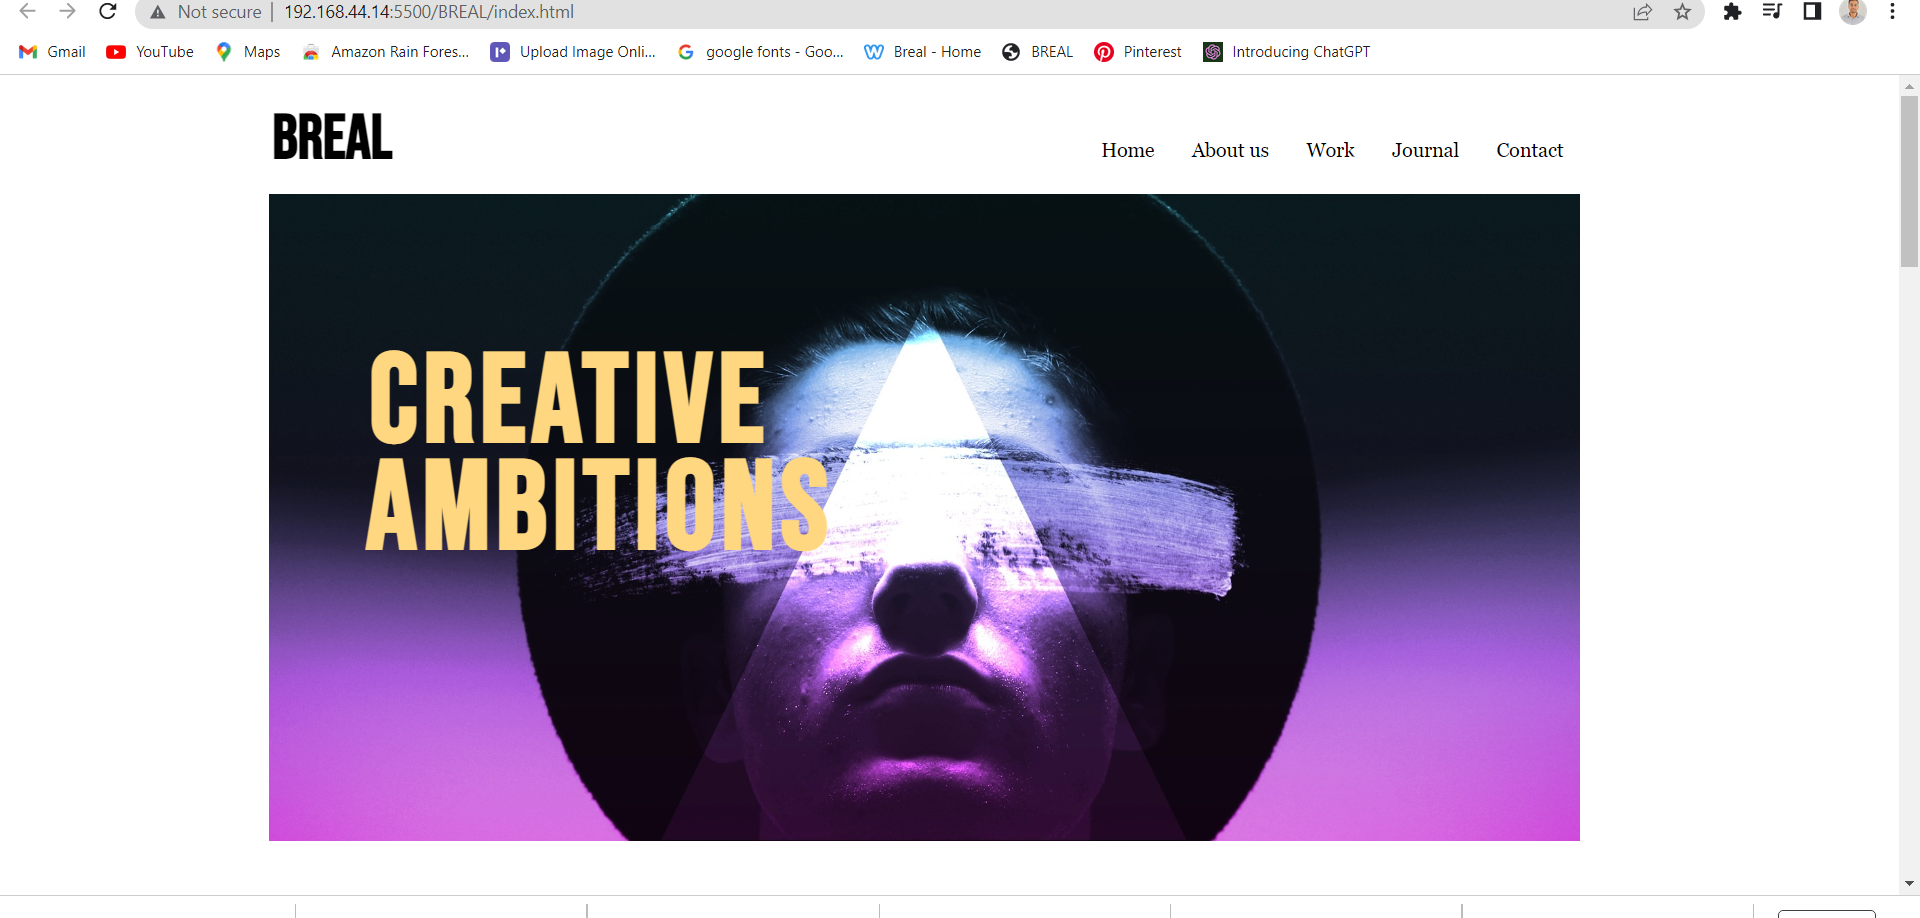 Not secure | 192.168.44.14:5500/BREAL/index.html
Gmail YouTube Maps Amazon Rain Fores... Upload Image Onli... google fonts - Goo... Breal - Home BREAL Pinterest Introducing ChatGPT
BREAL
Home About us Work Journal Contact
CREATIVE
AMBITIONS